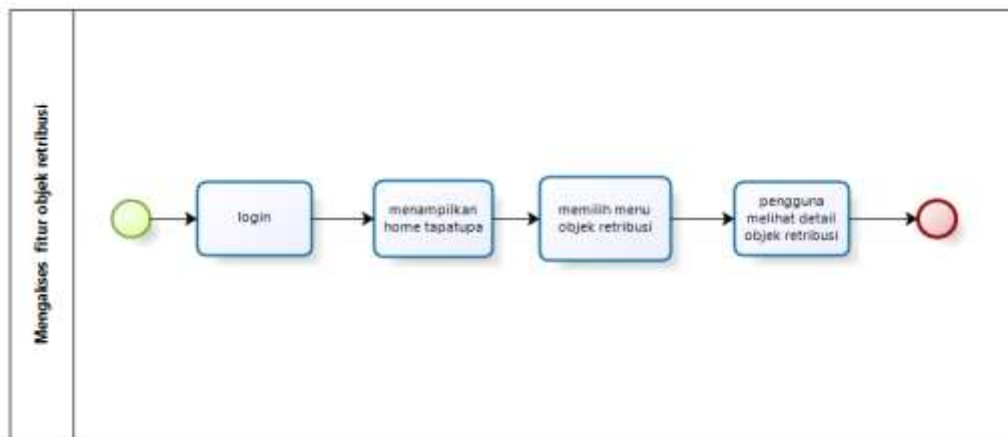 Mengakses fitur objek retribusi
login
menampilkan
home tapatupa
memilih menu
objek retribusi
pengguna
melihat detail
objek retribusi